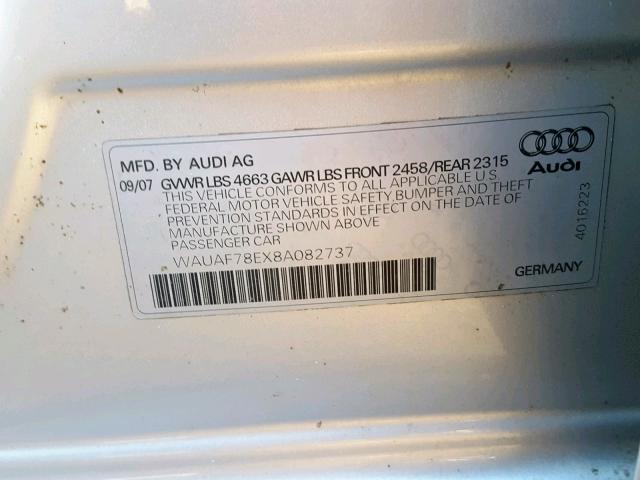 MFD. BY AUDI AG
09/07 GVWR LBS 4663 GAWR LBS FRONT 2458/REAR 2315
THIS VEHICLE CONFORMS TO ALL APPLICABLE U.S.
FEDERAL MOTOR VEHICLE SAFETY,BUMPER AND THEFT
PREVENTION STANDARDS IN EFFECT ON THE DATE OF
MANUFACTURE SHOWN ABOVE
PASSENGER CAR
WAUAF78EX8A082737
Audi
4016223
GERMANY